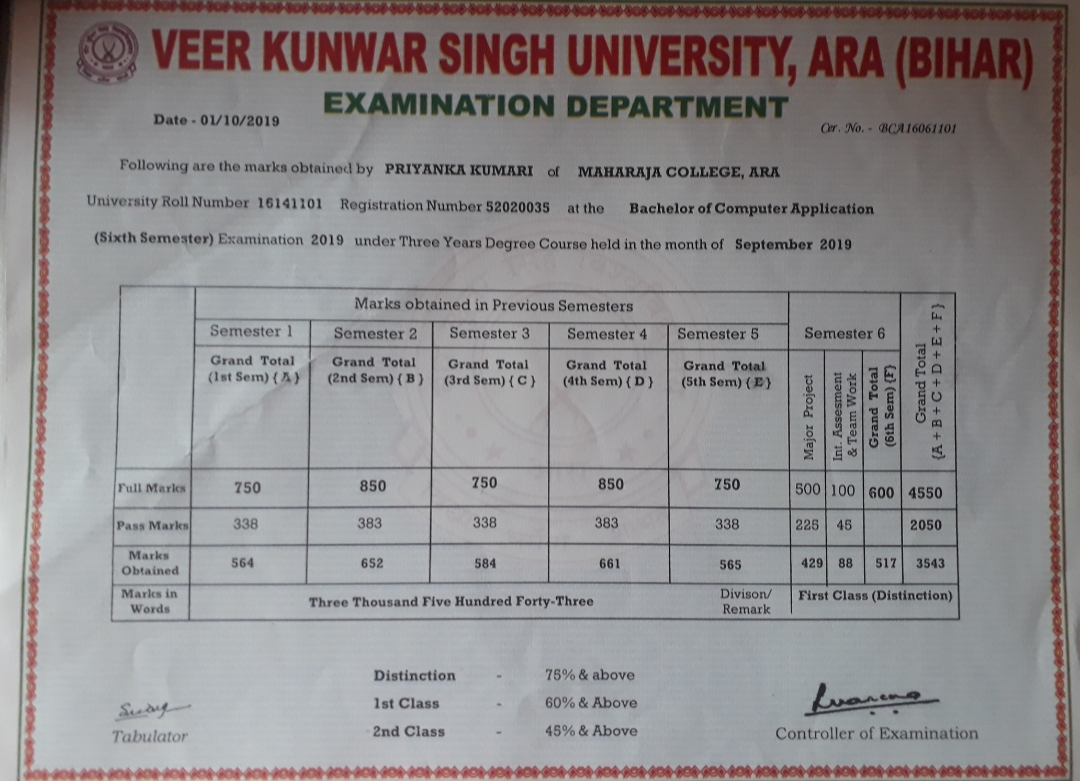 VEER KUNWAR SINGH UNIVERSITY, ARA (BIHAR)
EXAMINATION DEPARTMENT
Date - 01/10/2019
Cer. No. - BCA16061101
Following are the marks obtained by PRIYANKA KUMARI of MAHARAJA COLLEGE, ARA
University Roll Number 16141101 Registration Number 52020035 at the Bachelor of Computer Application
(Sixth Semester) Examination 2019 under Three Years Degree Course held in the month of September 2019
Marks obtained in Previous Semesters
Semester 1 Semester 2 Semester 3 Semester 4 Semester 5 Semester 6
Grand Total (1st Sem) { A }
Grand Total (2nd Sem) { B }
Grand Total (3rd Sem) { C }
Grand Total (4th Sem) { D }
Grand Total (5th Sem) { E }
Major Project
Int. Assesment & Team Work
Grand Total (6th Sem) {F}
Grand Total {A + B + C + D + E + F}
Full Marks 750 850 750 850 750 500 100 600 4550
Pass Marks 338 383 338 383 338 225 45 2050
Marks Obtained 564 652 584 661 565 429 88 517 3543
Marks in Words Three Thousand Five Hundred Forty-Three Divison/ Remark First Class (Distinction)
Distinction - 75% & above
1st Class - 60% & Above
2nd Class - 45% & Above
Tabulator
Controller of Examination